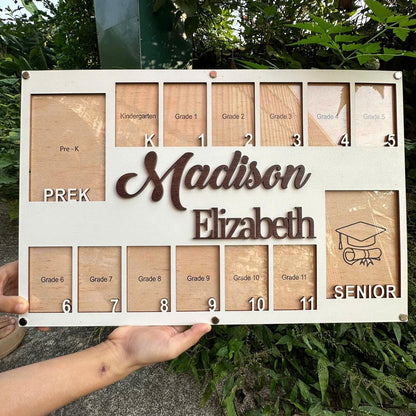 Pre - K
PREK
Kindergarten
K
Grade 1
1
Grade 2
2
Grade 3
3
Grade 4
4
Grade 5
5
Madison
Elizabeth
Grade 6
6
Grade 7
7
Grade 8
8
Grade 9
9
Grade 10
10
Grade 11
11
SENIOR